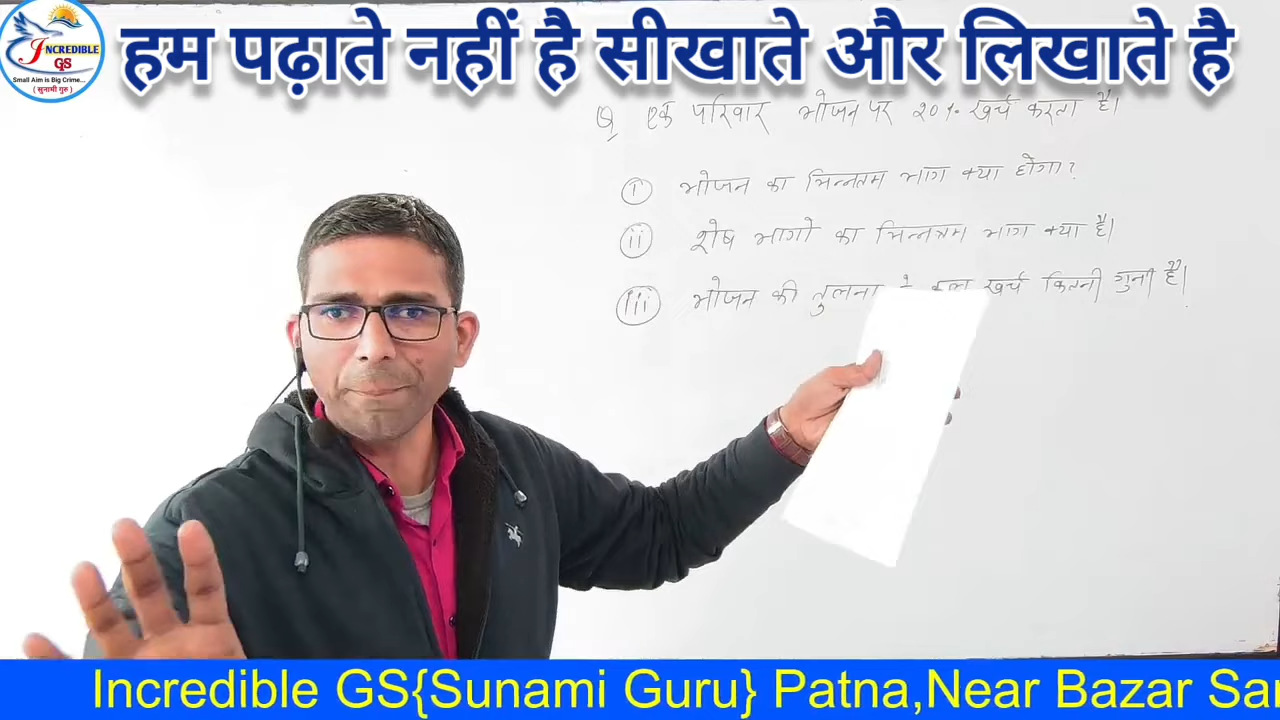 INCREDIBLE
GS
Small Aim is Big Crime...
( सुनामी गुरु )
हम पढ़ाते नहीं है सीखाते और लिखाते है
Q एक परिवार भोजन पर 20% खर्च करता है।
(i) भोजन का भिन्नतम भाग क्या होगा?
(ii) शेष भागों का भिन्नतम भाग क्या है।
(iii) भोजन की तुलना कुल खर्च कितनी गुनी है।
Incredible GS{Sunami Guru} Patna,Near Bazar Sa